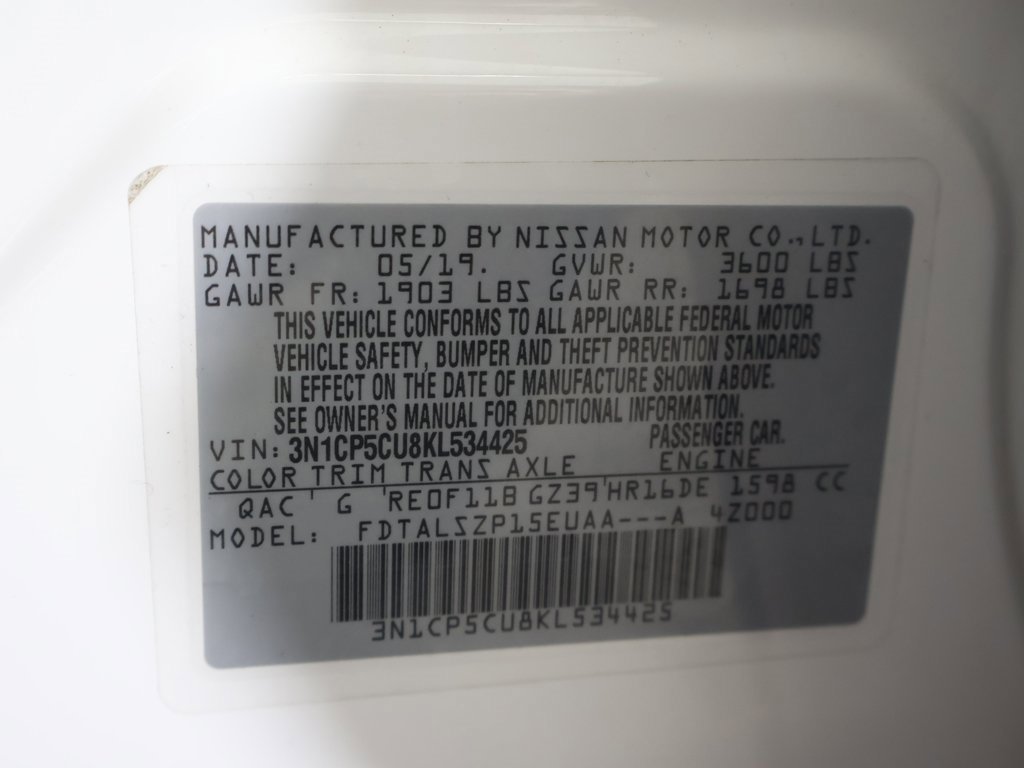 MANUFACTURED BY NISSAN MOTOR CO., LTD.
DATE: 05/19. GVWR: 3600 LBS
GAWR FR: 1903 LBS GAWR RR: 1698 LBS
THIS VEHICLE CONFORMS TO ALL APPLICABLE FEDERAL MOTOR
VEHICLE SAFETY, BUMPER AND THEFT PREVENTION STANDARDS
IN EFFECT ON THE DATE OF MANUFACTURE SHOWN ABOVE.
SEE OWNER'S MANUAL FOR ADDITIONAL INFORMATION.
VIN: 3N1CP5CU8KL534425 PASSENGER CAR.
COLOR TRIM TRANS AXLE ENGINE
QAC ' G 'RE0F11B GZ39'HR16DE 1598 CC
MODEL: FDTALSZP15EUAA---A 4Z000
3N1CP5CU8KL534425